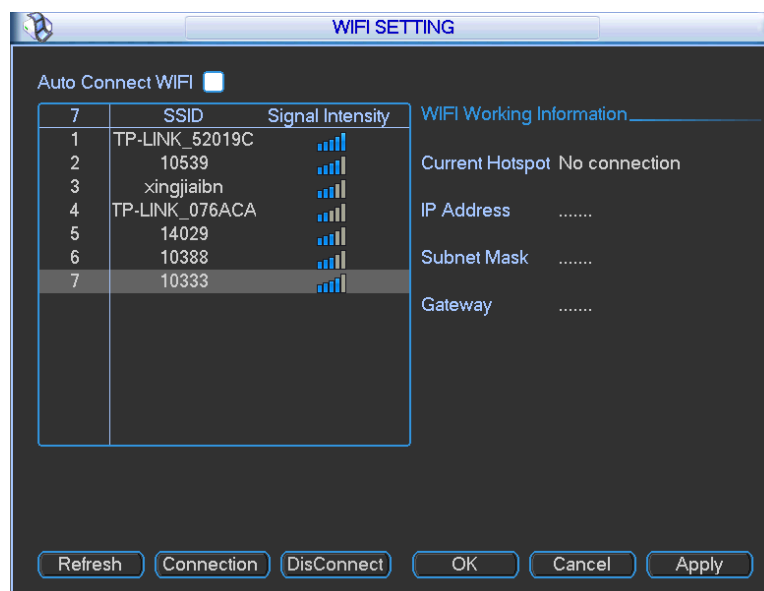 WIFI SETTING
Auto Connect WIFI
7 SSID Signal Intensity
1 TP-LINK_52019C
2 10539
3 xingjiaibn
4 TP-LINK_076ACA
5 14029
6 10388
7 10333
WIFI Working Information
Current Hotspot No connection
IP Address .......
Subnet Mask .......
Gateway .......
Refresh Connection DisConnect OK Cancel Apply